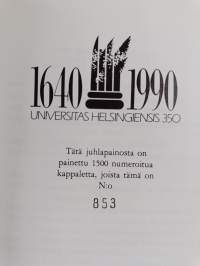 1640 1990
UNIVERSITAS HELSINGIENSIS 350
Tätä juhlapainosta on
painettu 1500 numeroitua
kappaletta, joista tämä on
N:o
853